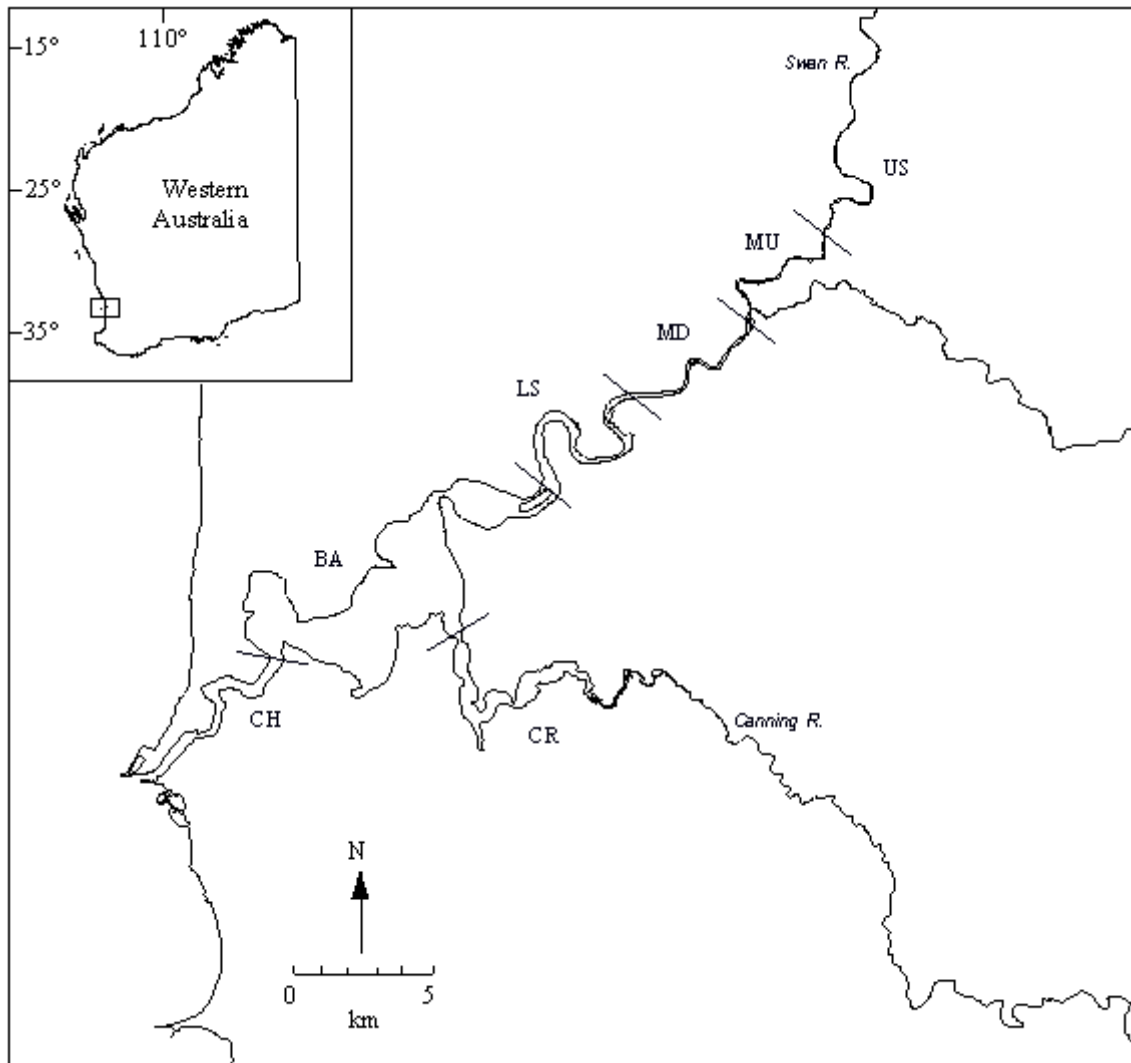 110°
15°
Swan R.
US
25°
Western
Australia
MU
35°
MD
LS
BA
CH
CR
Canning R.
N
0 5
km